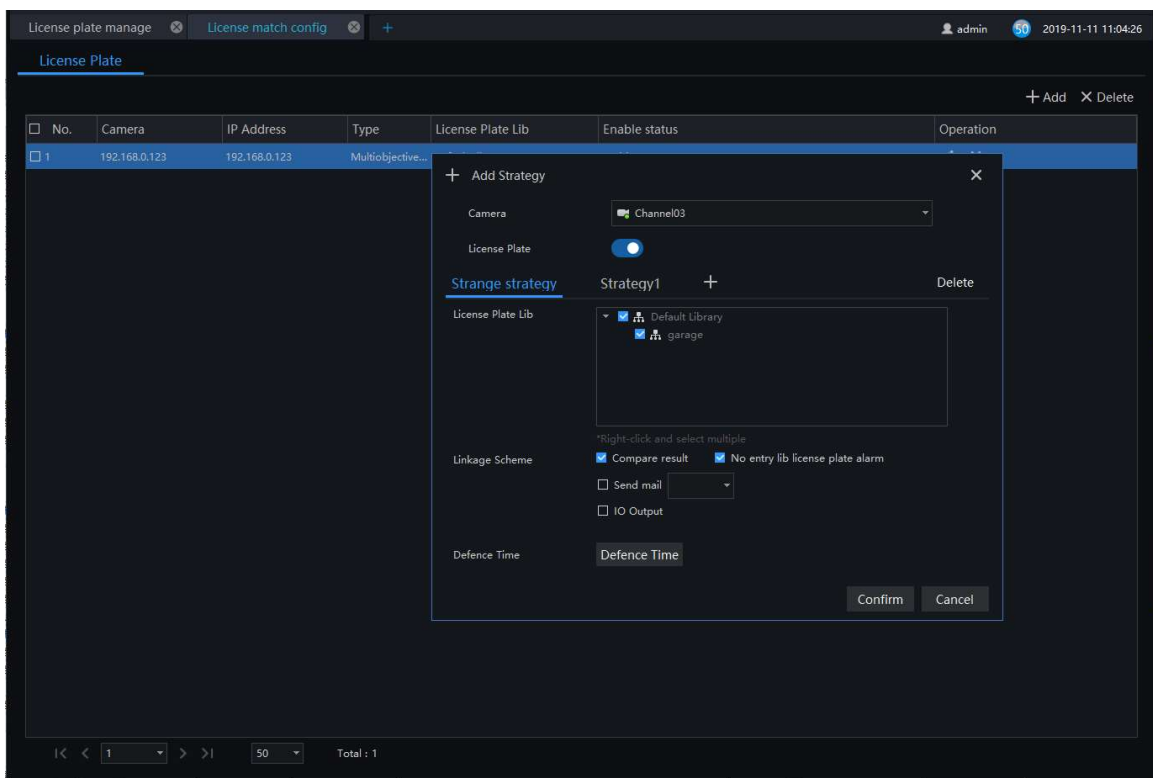 License plate manage License match config + admin 50 2019-11-11 11:04:26
License Plate
+ Add × Delete
No. Camera IP Address Type License Plate Lib Enable status Operation
1 192.168.0.123 192.168.0.123 Multiobjective...
+ Add Strategy ×
Camera Channel03
License Plate
Strange strategy Strategy1 + Delete
License Plate Lib Default Library
garage
*Right-click and select multiple
Linkage Scheme Compare result No entry lib license plate alarm
Send mail
IO Output
Defence Time Defence Time
Confirm Cancel
1 50 Total : 1